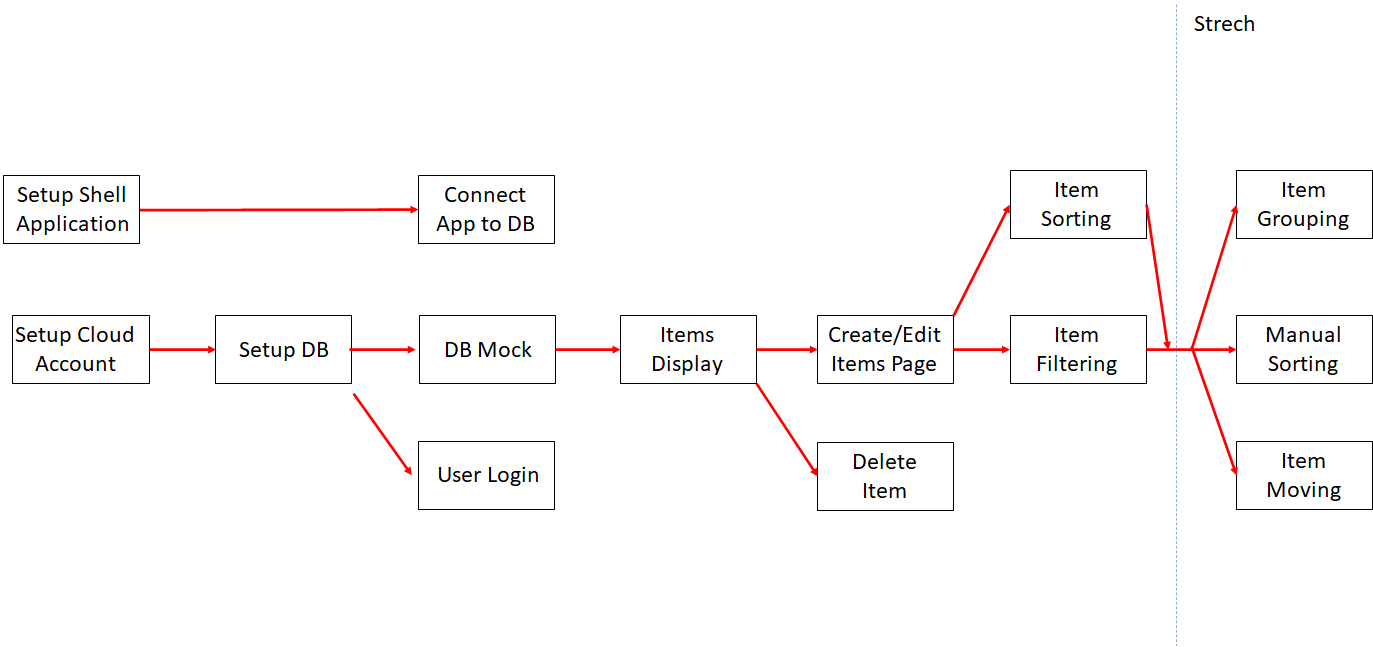 Strech
Setup Shell
Application
Connect
App to DB
Item
Sorting
Item
Grouping
Setup Cloud
Account
Setup DB
DB Mock
Items
Display
Create/Edit
Items Page
Item
Filtering
Manual
Sorting
User Login
Delete
Item
Item
Moving